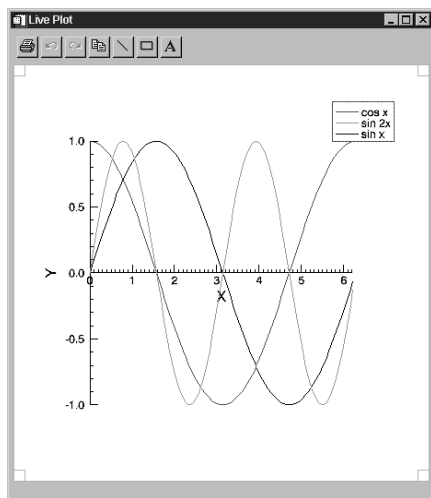 Live Plot
A
cos x
sin 2x
sin x
1.0
0.5
0.0
-0.5
-1.0
Y
0 1 2 3 4 5 6
X